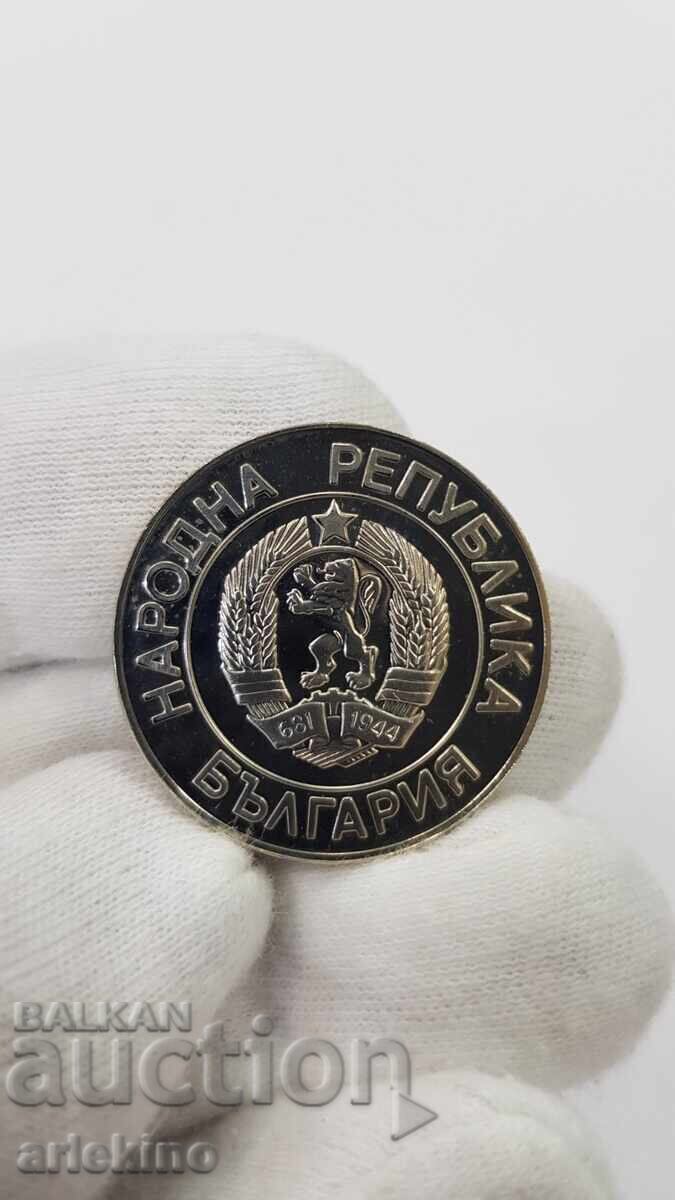 НАРОДНА РЕПУБЛИКА
681 1944
БЪЛГАРИЯ
BALKAN
auction
arlekino